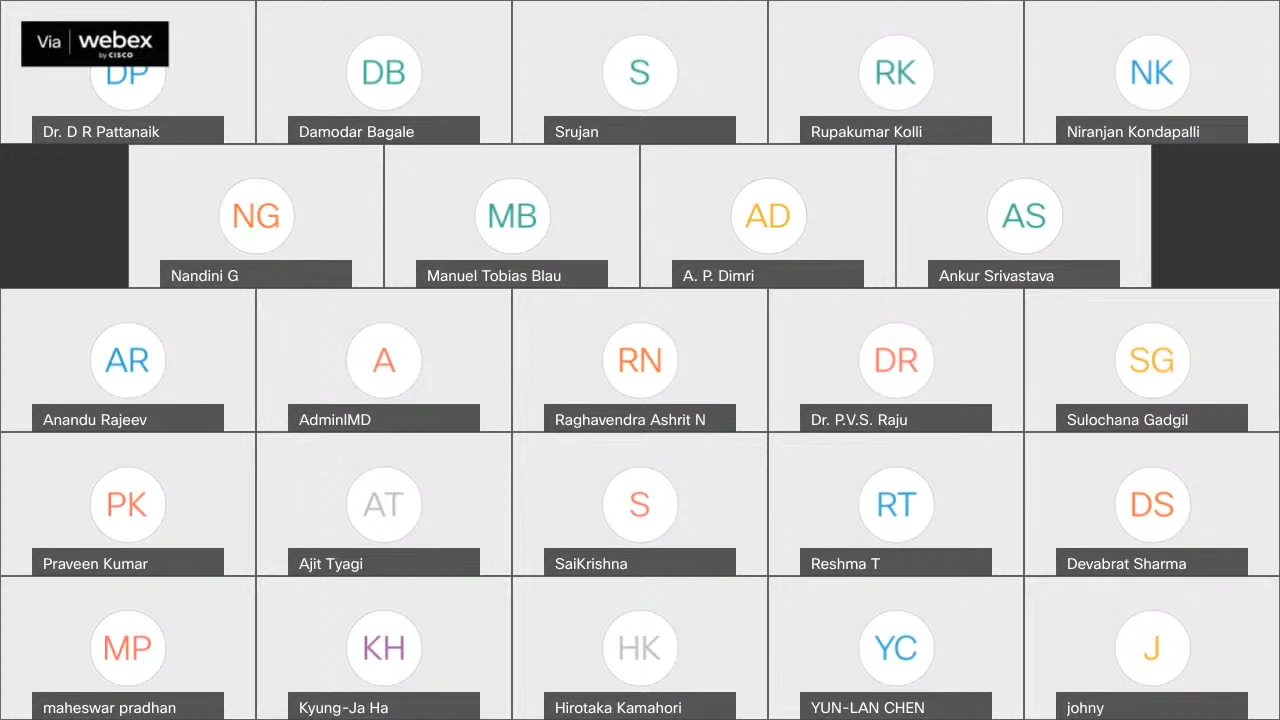 Via webex
by CISCO
DP DB S RK NK
Dr. D R Pattanaik Damodar Bagale Srujan Rupakumar Kolli Niranjan Kondapalli
NG MB AD AS
Nandini G Manuel Tobias Blau A. P. Dimri Ankur Srivastava
AR A RN DR SG
Anandu Rajeev AdminIMD Raghavendra Ashrit N Dr. P.V.S. Raju Sulochana Gadgil
PK AT S RT DS
Praveen Kumar Ajit Tyagi SaiKrishna Reshma T Devabrat Sharma
MP KH HK YC J
maheswar pradhan Kyung-Ja Ha Hirotaka Kamahori YUN-LAN CHEN johny